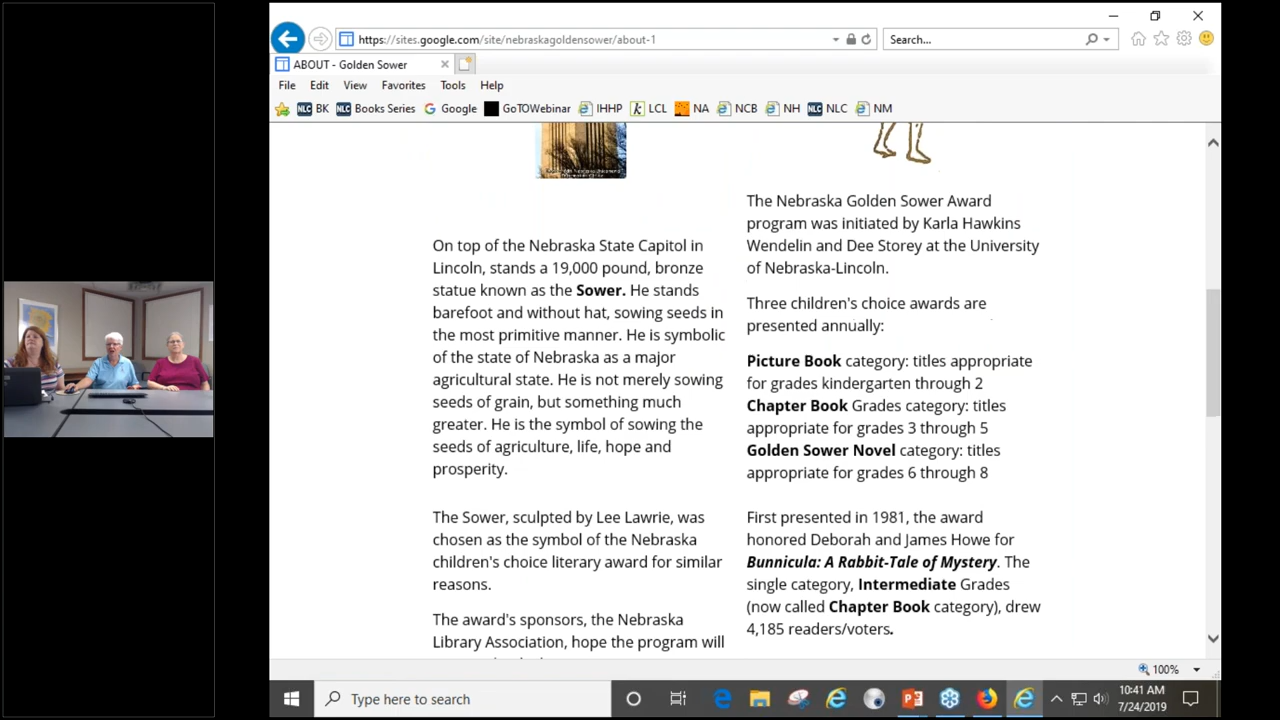 https://sites.google.com/site/nebraskagoldensower/about-1
Search...
ABOUT - Golden Sower
File Edit View Favorites Tools Help
NLC BK NLC Books Series G Google GoTOWebinar IHHP k LCL NA NCB NH NLC NLC NM
On top of the Nebraska State Capitol in
Lincoln, stands a 19,000 pound, bronze
statue known as the Sower. He stands
barefoot and without hat, sowing seeds in
the most primitive manner. He is symbolic
of the state of Nebraska as a major
agricultural state. He is not merely sowing
seeds of grain, but something much
greater. He is the symbol of sowing the
seeds of agriculture, life, hope and
prosperity.
The Sower, sculpted by Lee Lawrie, was
chosen as the symbol of the Nebraska
children's choice literary award for similar
reasons.
The award's sponsors, the Nebraska
Library Association, hope the program will
The Nebraska Golden Sower Award
program was initiated by Karla Hawkins
Wendelin and Dee Storey at the University
of Nebraska-Lincoln.
Three children's choice awards are
presented annually:
Picture Book category: titles appropriate
for grades kindergarten through 2
Chapter Book Grades category: titles
appropriate for grades 3 through 5
Golden Sower Novel category: titles
appropriate for grades 6 through 8
First presented in 1981, the award
honored Deborah and James Howe for
Bunnicula: A Rabbit-Tale of Mystery. The
single category, Intermediate Grades
(now called Chapter Book category), drew
4,185 readers/voters.
100%
Type here to search
10:41 AM
7/24/2019